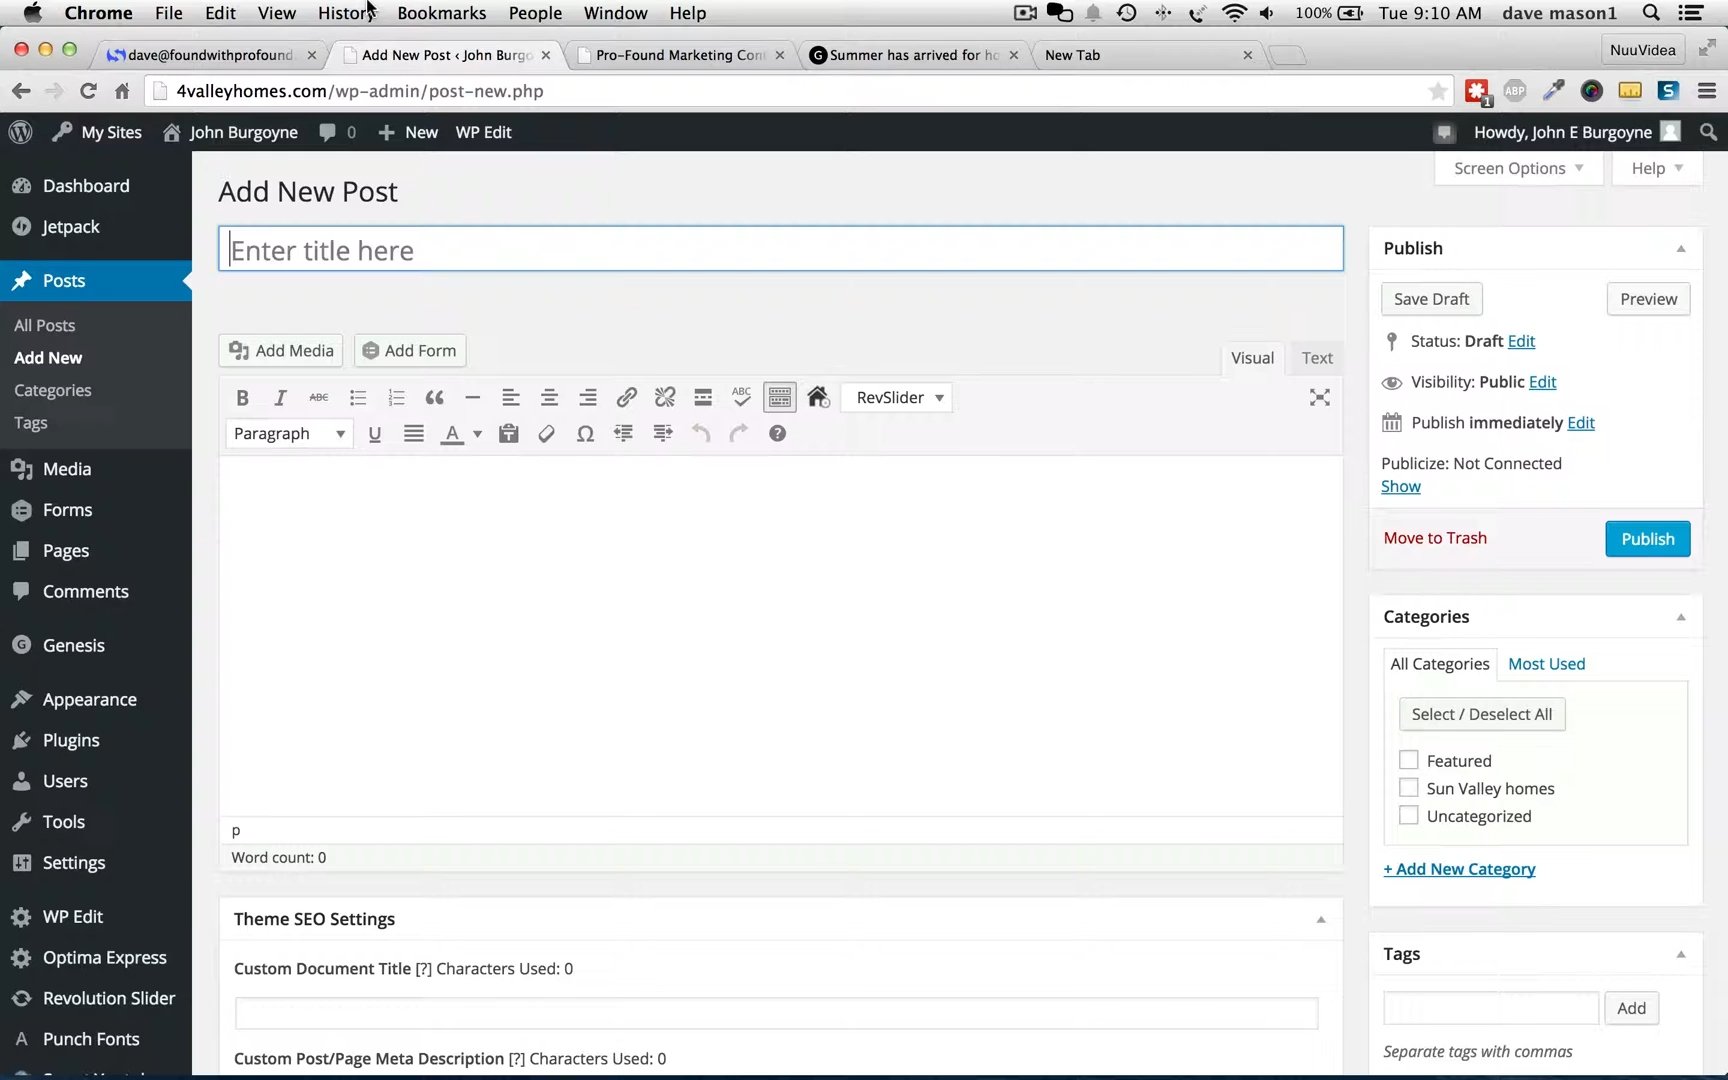 Chrome File Edit View History Bookmarks People Window Help 100% Tue 9:10 AM dave mason1
dave@foundwithprofound Add New Post ‹ John Burgo Pro-Found Marketing Con Summer has arrived for ho New Tab NuuVidea
4valleyhomes.com/wp-admin/post-new.php 1 ABP S
My Sites John Burgoyne 0 New WP Edit Howdy, John E Burgoyne
Screen Options Help
Dashboard
Jetpack
Posts
All Posts
Add New
Categories
Tags
Media
Forms
Pages
Comments
Genesis
Appearance
Plugins
Users
Tools
Settings
WP Edit
Optima Express
Revolution Slider
A Punch Fonts
Add New Post
Enter title here
Add Media Add Form Visual Text
B I ABC ABC RevSlider
Paragraph U A Ω ?
p
Word count: 0
Theme SEO Settings
Custom Document Title [?] Characters Used: 0
Custom Post/Page Meta Description [?] Characters Used: 0
Publish
Save Draft Preview
Status: Draft Edit
Visibility: Public Edit
Publish immediately Edit
Publicize: Not Connected
Show
Move to Trash Publish
Categories
All Categories Most Used
Select / Deselect All
Featured
Sun Valley homes
Uncategorized
+ Add New Category
Tags
Add
Separate tags with commas